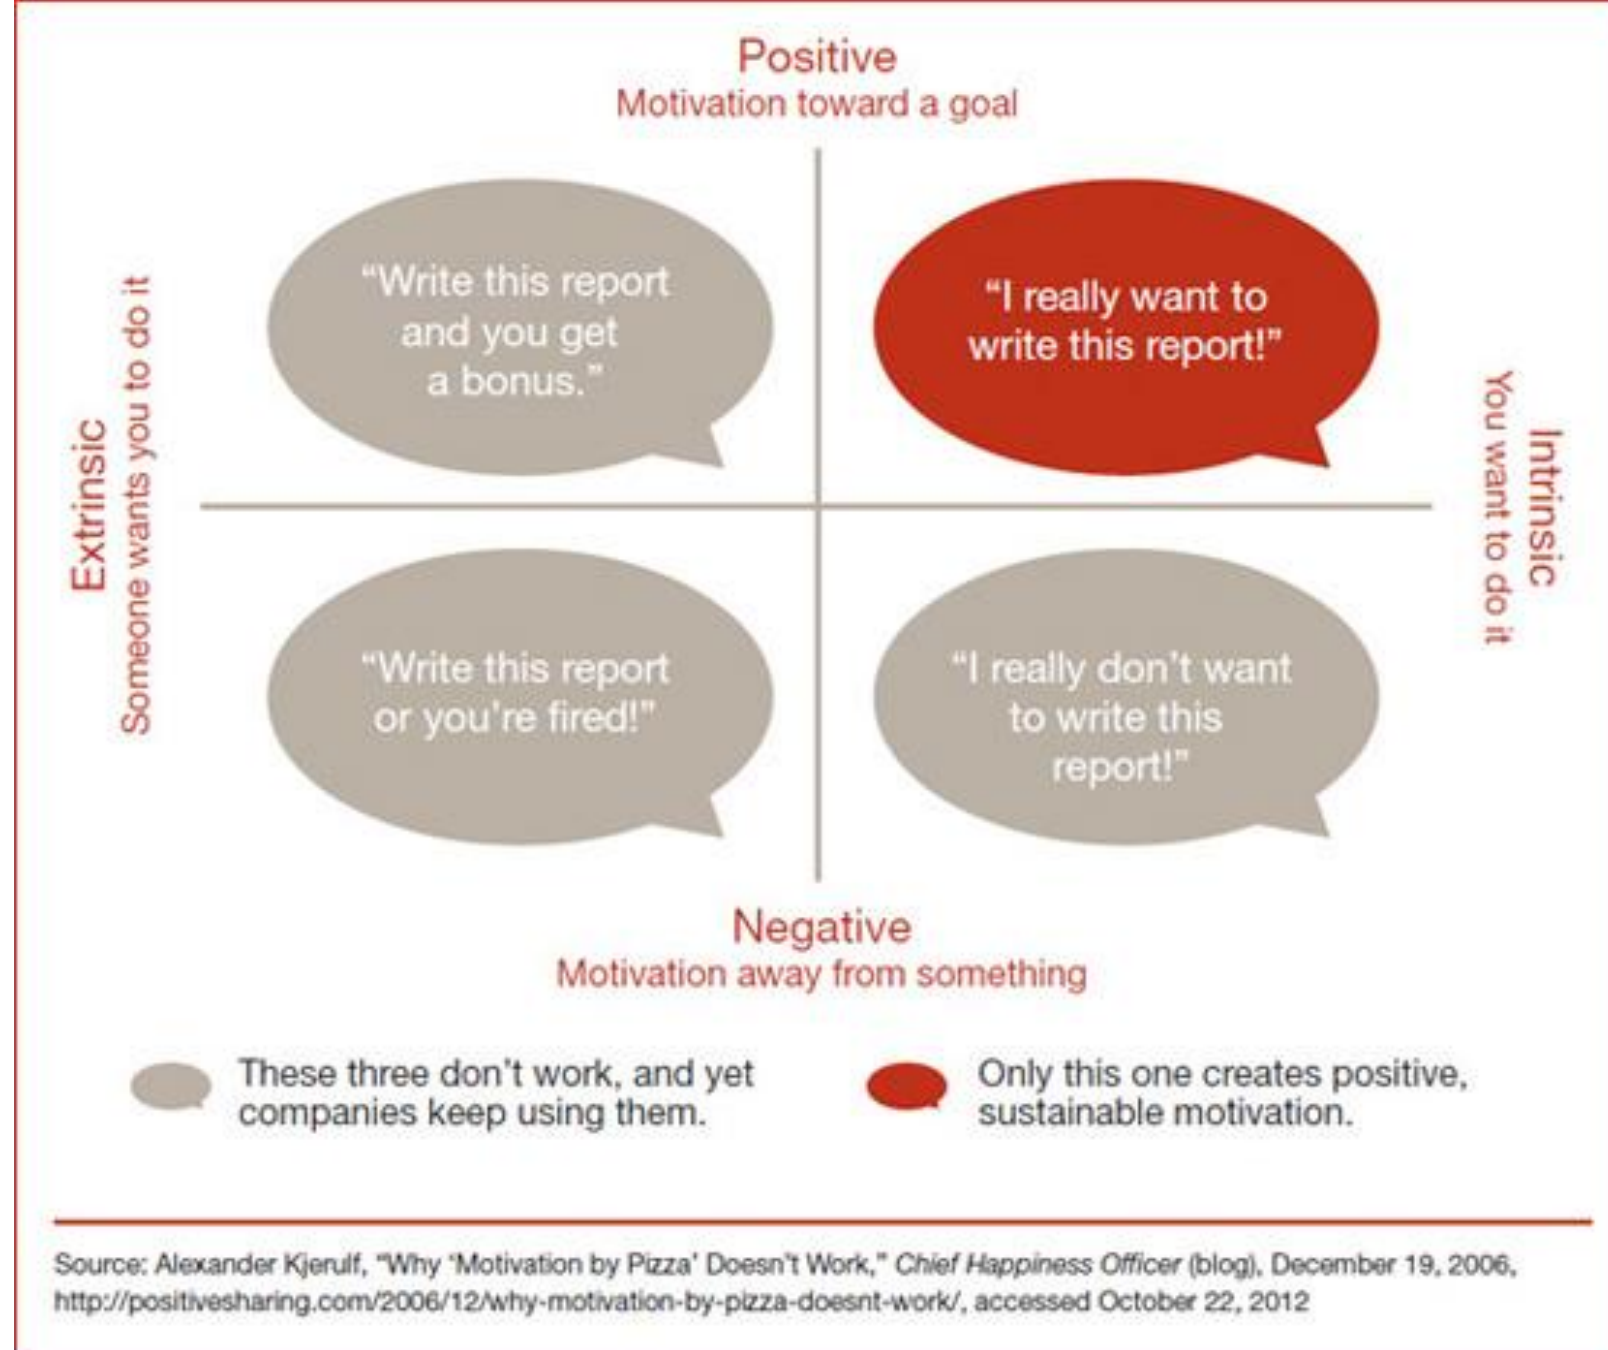 Positive
Motivation toward a goal
“Write this report
and you get
a bonus.”
“I really want to
write this report!”
Extrinsic
Someone wants you to do it
Intrinsic
You want to do it
“Write this report
or you're fired!”
“I really don't want
to write this
report!”
Negative
Motivation away from something
These three don't work, and yet
companies keep using them.
Only this one creates positive,
sustainable motivation.
Source: Alexander Kjerulf, “Why ‘Motivation by Pizza’ Doesn't Work,” Chief Happiness Officer (blog), December 19, 2006,
http://positivesharing.com/2006/12/why-motivation-by-pizza-doesnt-work/, accessed October 22, 2012